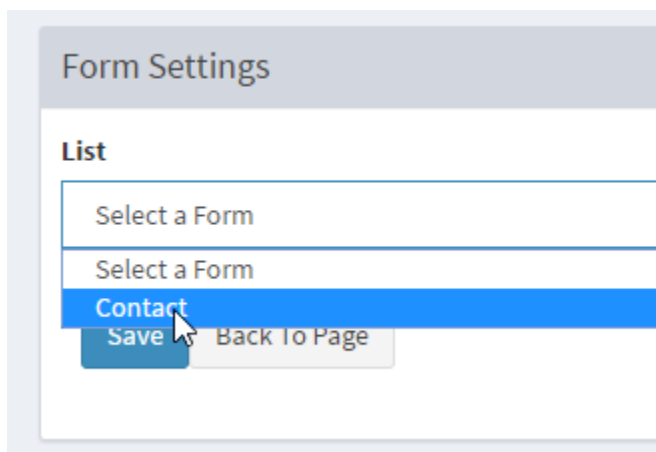 Form Settings
List
Select a Form
Select a Form
Contact
Save Back To Page